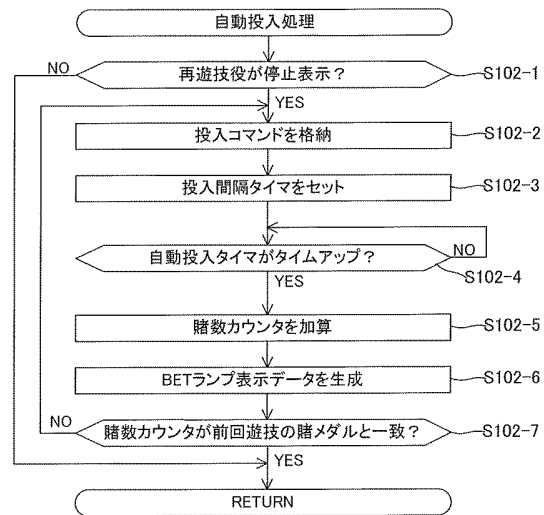 自動投入処理
NO
再遊技役が停止表示？
S102-1
YES
投入コマンドを格納
S102-2
投入間隔タイマをセット
S102-3
自動投入タイマがタイムアップ？
NO
S102-4
YES
賭数カウンタを加算
S102-5
BETランプ表示データを生成
S102-6
NO
賭数カウンタが前回遊技の賭メダルと一致？
S102-7
YES
RETURN